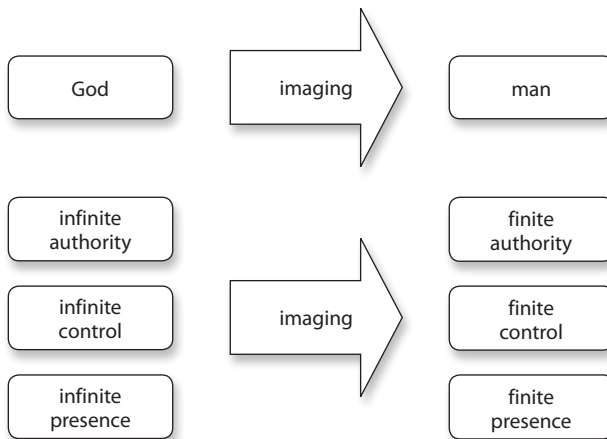 God
imaging
man
infinite
authority
finite
authority
infinite
control
imaging
finite
control
infinite
presence
finite
presence